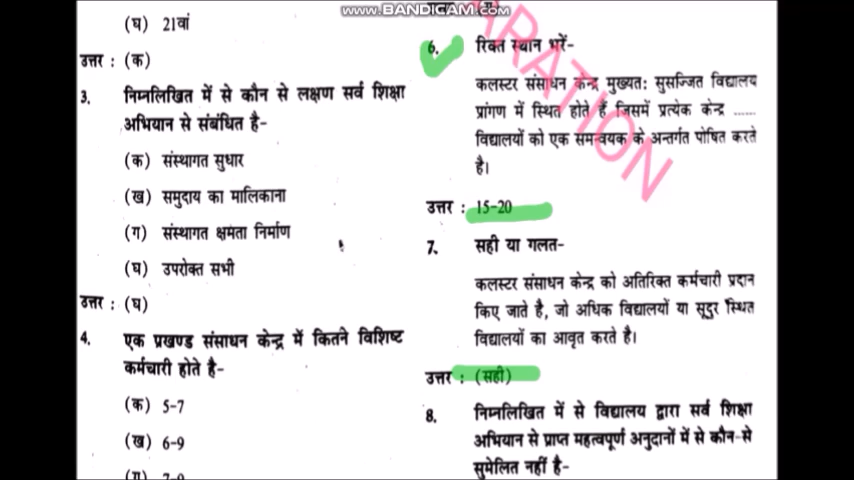 www.BANDICAM.com
(घ) 21वां
उत्तर : (क)
3. निम्नलिखित में से कौन से लक्षण सर्व शिक्षा
अभियान से संबंधित है-
(क) संस्थागत सुधार
(ख) समुदाय का मालिकाना
(ग) संस्थागत क्षमता निर्माण
(घ) उपरोक्त सभी
उत्तर : (घ)
4. एक प्रखण्ड संसाधन केन्द्र में कितने विशिष्ट
कर्मचारी होते है-
(क) 5-7
(ख) 6-9
(ग) 7-9
6. रिक्त स्थान भरें-
कलस्टर संसाधन केन्द्र मुख्यत: सुसज्जित विद्यालय
प्रांगण में स्थित होते हैं जिसमें प्रत्येक केन्द्र ......
विद्यालयों को एक समन्वयक के अन्तर्गत पोषित करते
है।
उत्तर : 15-20
7. सही या गलत-
कलस्टर संसाधन केन्द्र को अतिरिक्त कर्मचारी प्रदान
किए जाते है, जो अधिक विद्यालयों या सूदुर स्थित
विद्यालयों का आवृत करते है।
उत्तर : (सही)
8. निम्नलिखित में से विद्यालय द्वारा सर्व शिक्षा
अभियान से प्राप्त महत्वपूर्ण अनुदानों में से कौन-से
सुमेलित नहीं है-
RATION